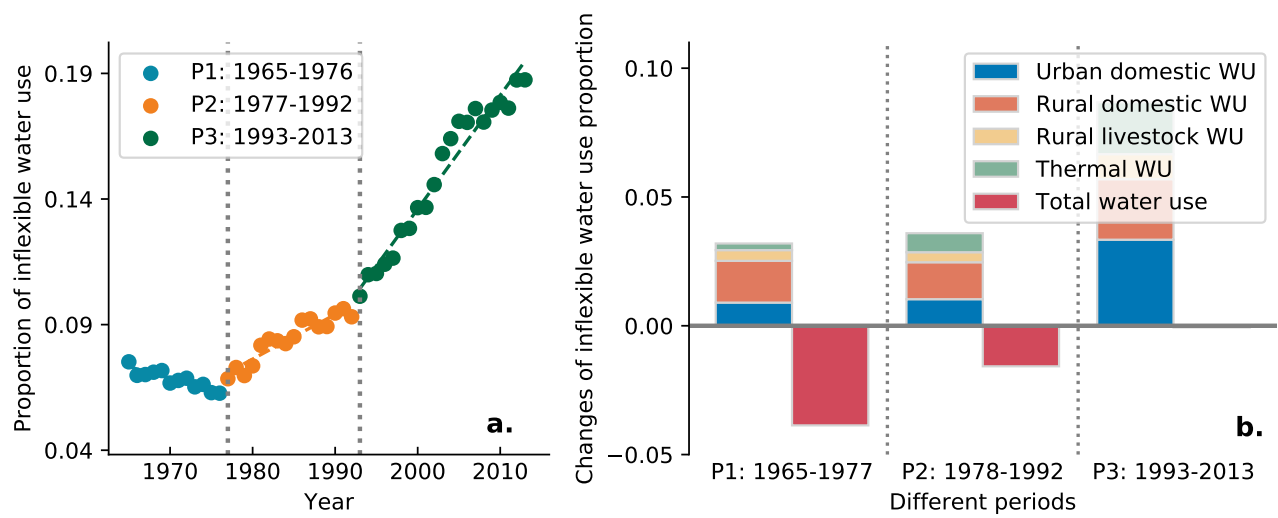 Proportion of inflexible water use
0.19
0.14
0.09
0.04
P1: 1965-1976
P2: 1977-1992
P3: 1993-2013
a.
1970 1980 1990 2000 2010
Year
Changes of inflexible water use proportion
0.10
0.05
0.00
−0.05
Urban domestic WU
Rural domestic WU
Rural livestock WU
Thermal WU
Total water use
b.
P1: 1965-1977 P2: 1978-1992 P3: 1993-2013
Different periods